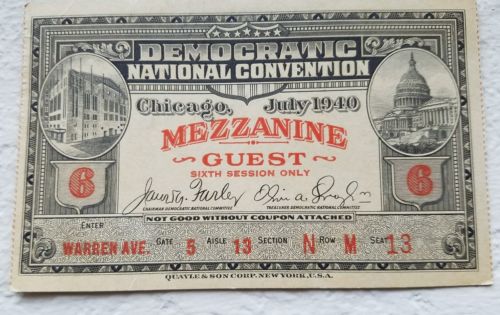 DEMOCRATIC
NATIONAL CONVENTION
Chicago, July 1940
MEZZANINE
GUEST
SIXTH SESSION ONLY
6 6
James A. Farley
CHAIRMAN DEMOCRATIC NATIONAL COMMITTEE TREASURER DEMOCRATIC NATIONAL COMMITTEE
NOT GOOD WITHOUT COUPON ATTACHED
ENTER
WARREN AVE. GATE 5 AISLE 13 SECTION N ROW M SEAT 13
QUAYLE & SON CORP. NEW YORK, U.S.A.